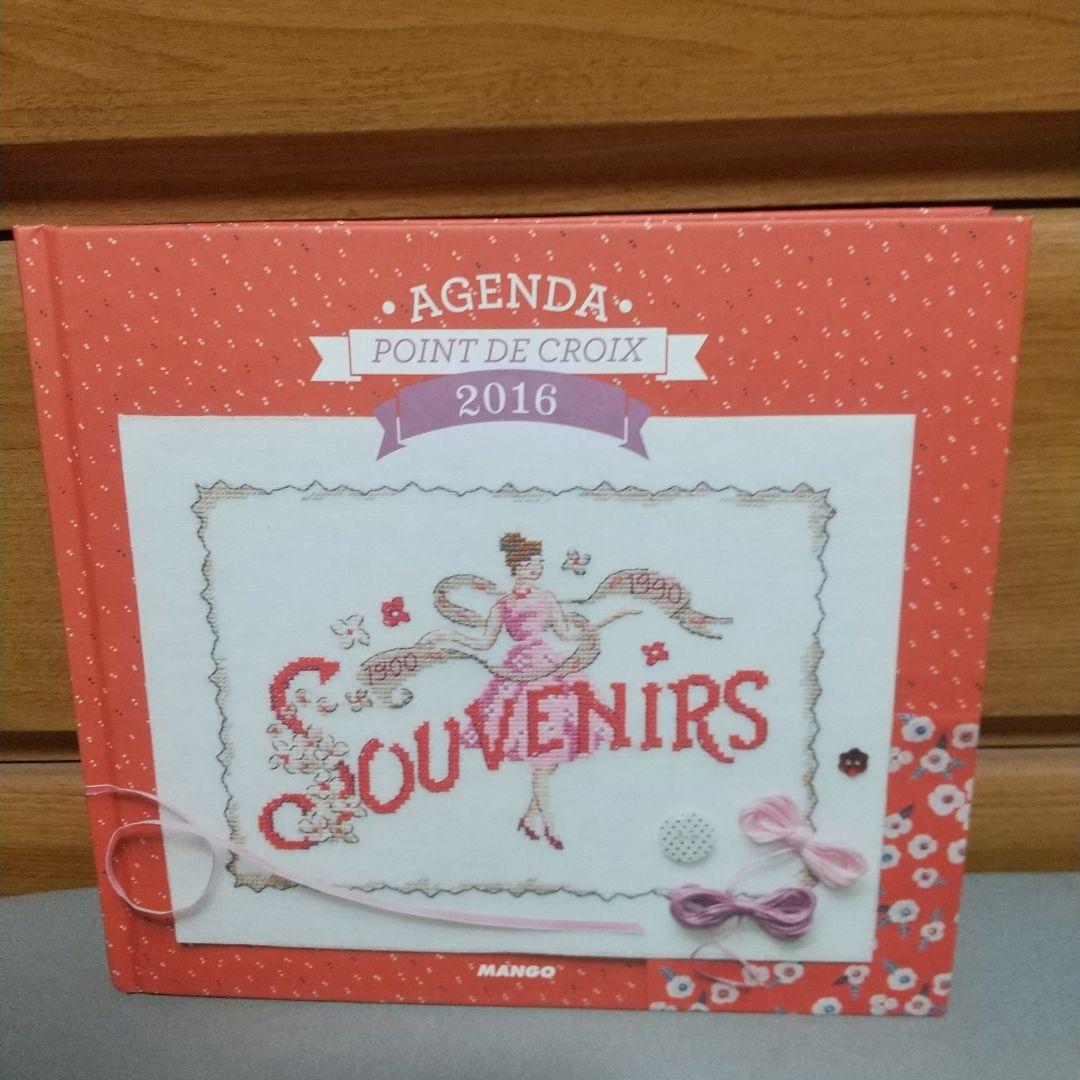 • AGENDA •
POINT DE CROIX
2016
1990
1900
SOUVENIRS
MANGO